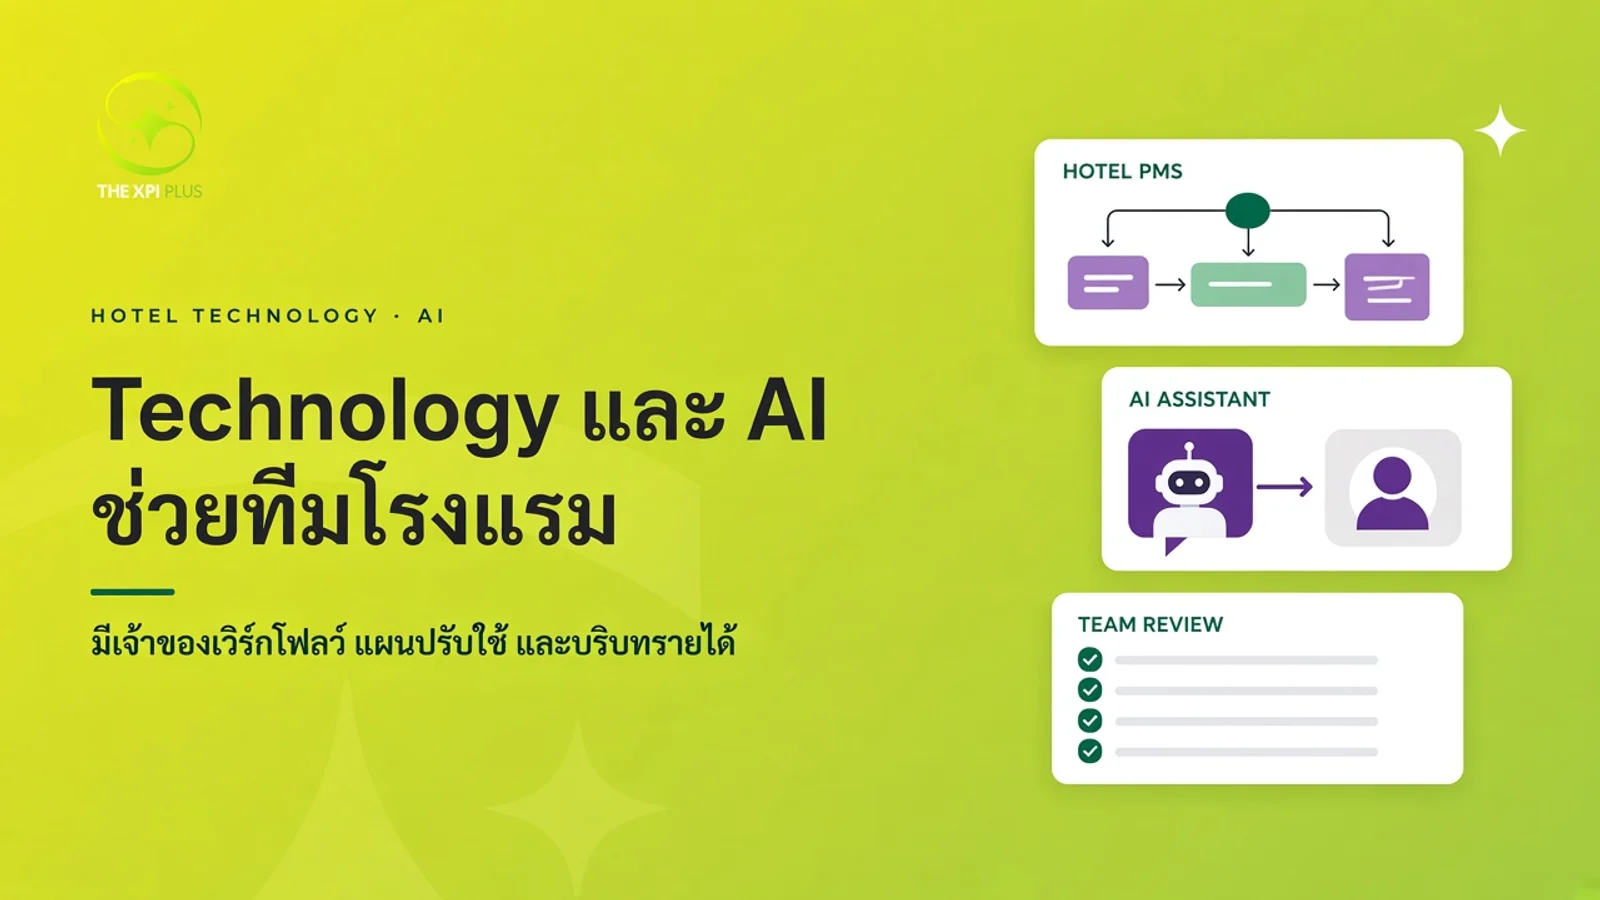 THE XPI PLUS
HOTEL TECHNOLOGY · AI
Technology และ AI
ช่วยทีมโรงแรม
มีเจ้าของเวิร์กโฟลว์ แผนปรับใช้ และบริบทรายได้
HOTEL PMS
AI ASSISTANT
TEAM REVIEW